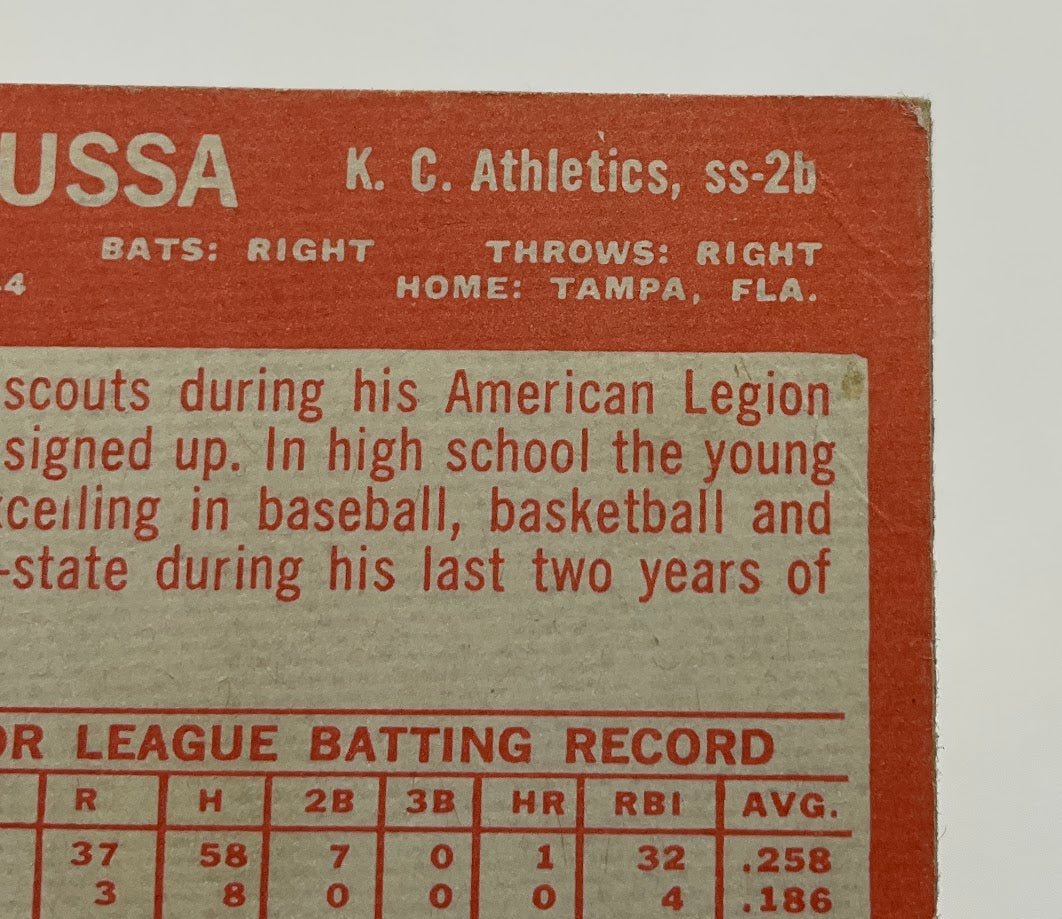 USSA K. C. Athletics, ss-2b
BATS: RIGHT THROWS: RIGHT
4 HOME: TAMPA, FLA.
scouts during his American Legion
signed up. In high school the young
celling in baseball, basketball and
-state during his last two years of
OR LEAGUE BATTING RECORD
R H 2B 3B HR RBI AVG.
37 58 7 0 1 32 .258
3 8 0 0 0 4 .186